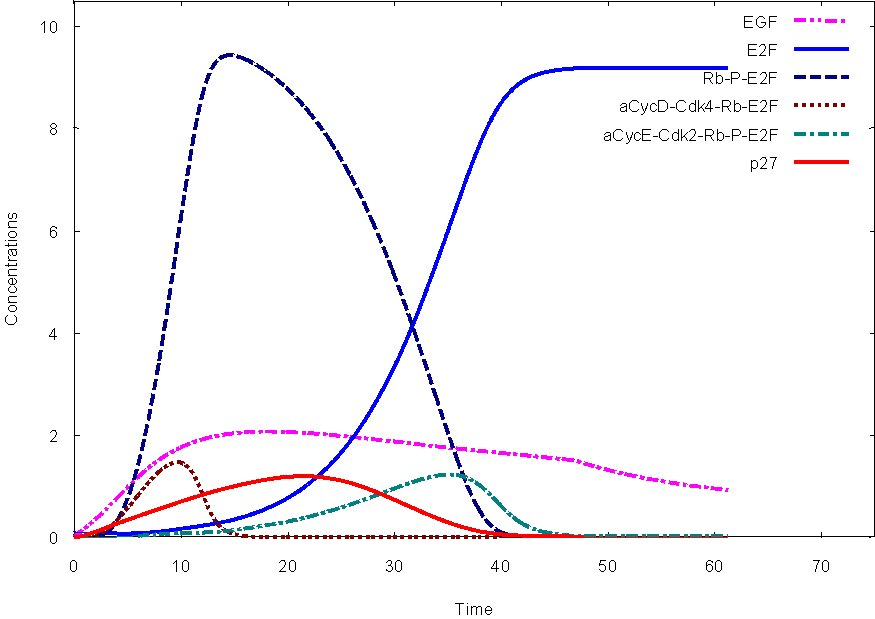 10
8
6
4
2
0
Concentrations
EGF
E2F
Rb-P-E2F
aCycD-Cdk4-Rb-E2F
aCycE-Cdk2-Rb-P-E2F
p27
0 10 20 30 40 50 60 70
Time